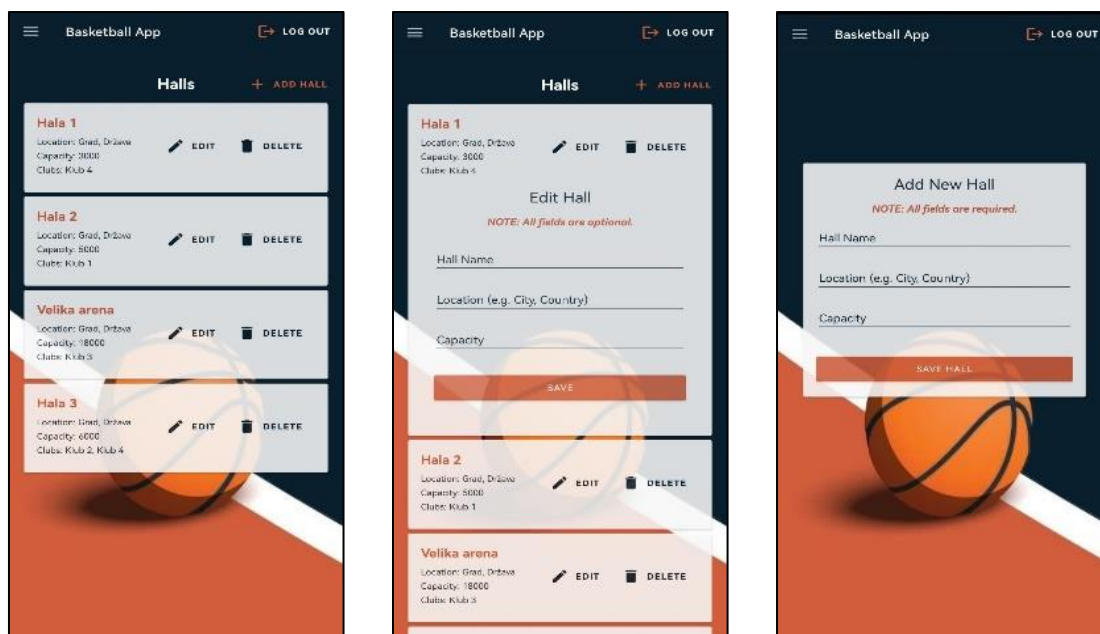 Basketball App
LOG OUT
Halls
+ ADD HALL
Hala 1
Location: Grad, Država
Capacity: 3000
Clubs: Klub 4
EDIT
DELETE
Hala 2
Location: Grad, Država
Capacity: 5000
Clubs: Klub 1
EDIT
DELETE
Velika arena
Location: Grad, Država
Capacity: 18000
Clubs: Klub 3
EDIT
DELETE
Hala 3
Location: Grad, Država
Capacity: 6000
Clubs: Klub 2, Klub 4
EDIT
DELETE
Basketball App
LOG OUT
Halls
+ ADD HALL
Hala 1
Location: Grad, Država
Capacity: 3000
Clubs: Klub 4
EDIT
DELETE
Edit Hall
NOTE: All fields are optional.
Hall Name
Location (e.g. City, Country)
Capacity
SAVE
Hala 2
Location: Grad, Država
Capacity: 5000
Clubs: Klub 1
EDIT
DELETE
Velika arena
Location: Grad, Država
Capacity: 18000
Clubs: Klub 3
EDIT
DELETE
Basketball App
LOG OUT
Add New Hall
NOTE: All fields are required.
Hall Name
Location (e.g. City, Country)
Capacity
SAVE HALL